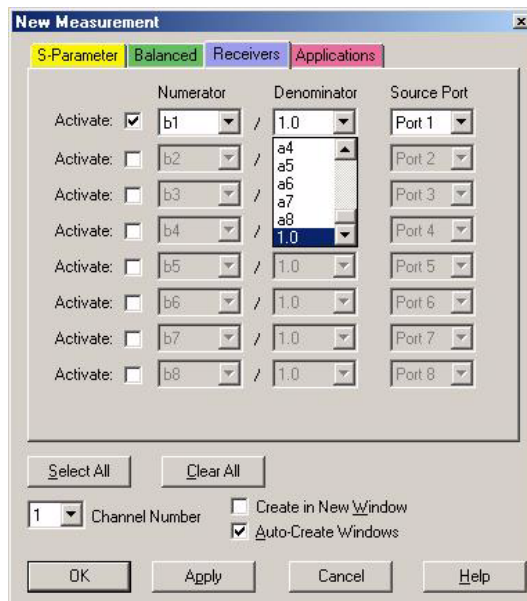 New Measurement
S-Parameter Balanced Receivers Applications
Numerator Denominator Source Port
Activate: b1 / 1.0 Port 1
Activate: b2 / a4 Port 2
a5
Activate: b3 / a6 Port 3
a7
Activate: b4 / a8 Port 4
1.0
Activate: b5 / 1.0 Port 5
Activate: b6 / 1.0 Port 6
Activate: b7 / 1.0 Port 7
Activate: b8 / 1.0 Port 8
Select All Clear All
1 Channel Number
Create in New Window
Auto-Create Windows
OK Apply Cancel Help